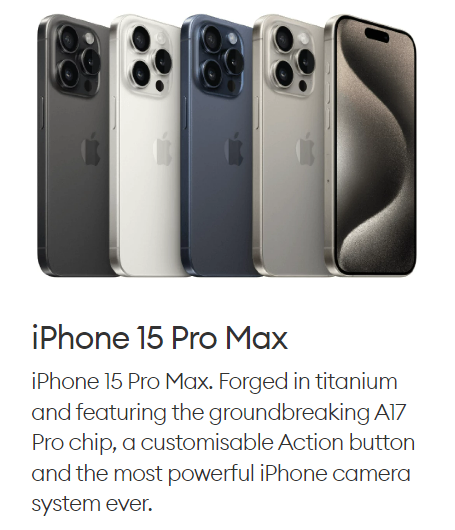 iPhone 15 Pro Max
iPhone 15 Pro Max. Forged in titanium
and featuring the groundbreaking A17
Pro chip, a customisable Action button
and the most powerful iPhone camera
system ever.